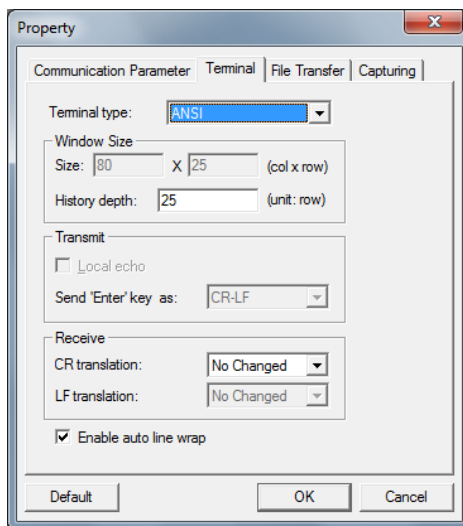 Property
Communication Parameter Terminal File Transfer Capturing
Terminal type: ANSI
Window Size
Size: 80 X 25 (col x row)
History depth: 25 (unit: row)
Transmit
Local echo
Send 'Enter' key as: CR-LF
Receive
CR translation: No Changed
LF translation: No Changed
Enable auto line wrap
Default OK Cancel